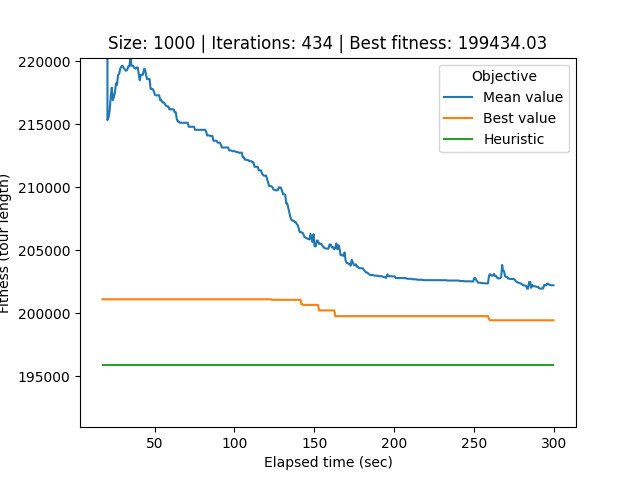 Size: 1000 | Iterations: 434 | Best fitness: 199434.03
220000
215000
210000
205000
200000
195000
Fitness (tour length)
Objective
Mean value
Best value
Heuristic
50
100
150
200
250
300
Elapsed time (sec)